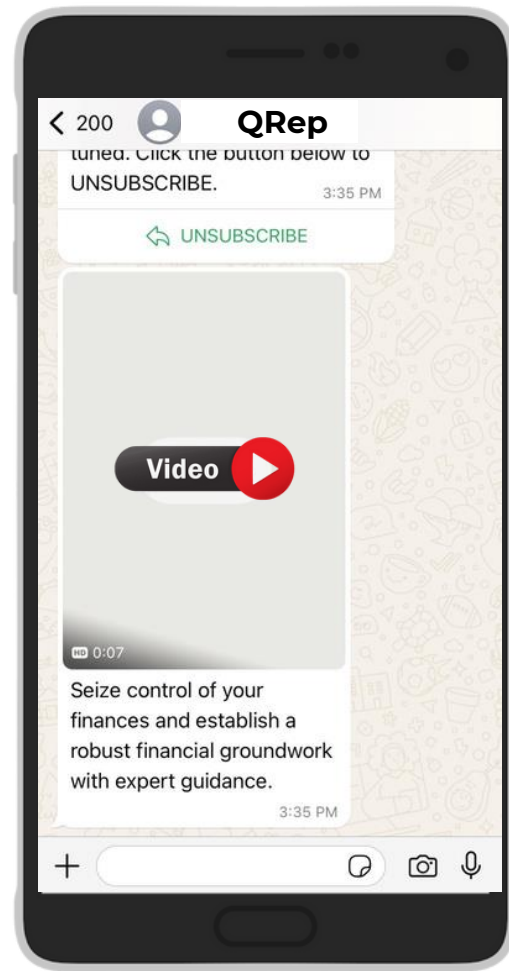 200
QRep
tuned. Click the button below to
UNSUBSCRIBE.
3:35 PM
UNSUBSCRIBE
Video
HD 0:07
Seize control of your
finances and establish a
robust financial groundwork
with expert guidance.
3:35 PM